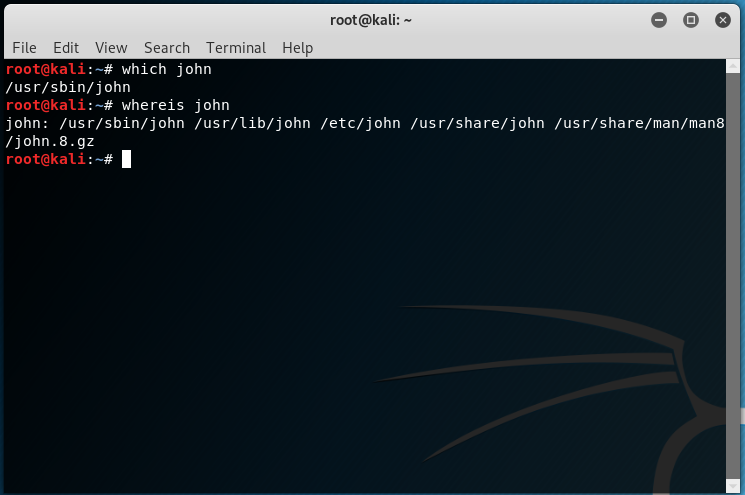 root@kali: ~
File Edit View Search Terminal Help
root@kali:~# which john
/usr/sbin/john
root@kali:~# whereis john
john: /usr/sbin/john /usr/lib/john /etc/john /usr/share/john /usr/share/man/man8
/john.8.gz
root@kali:~#